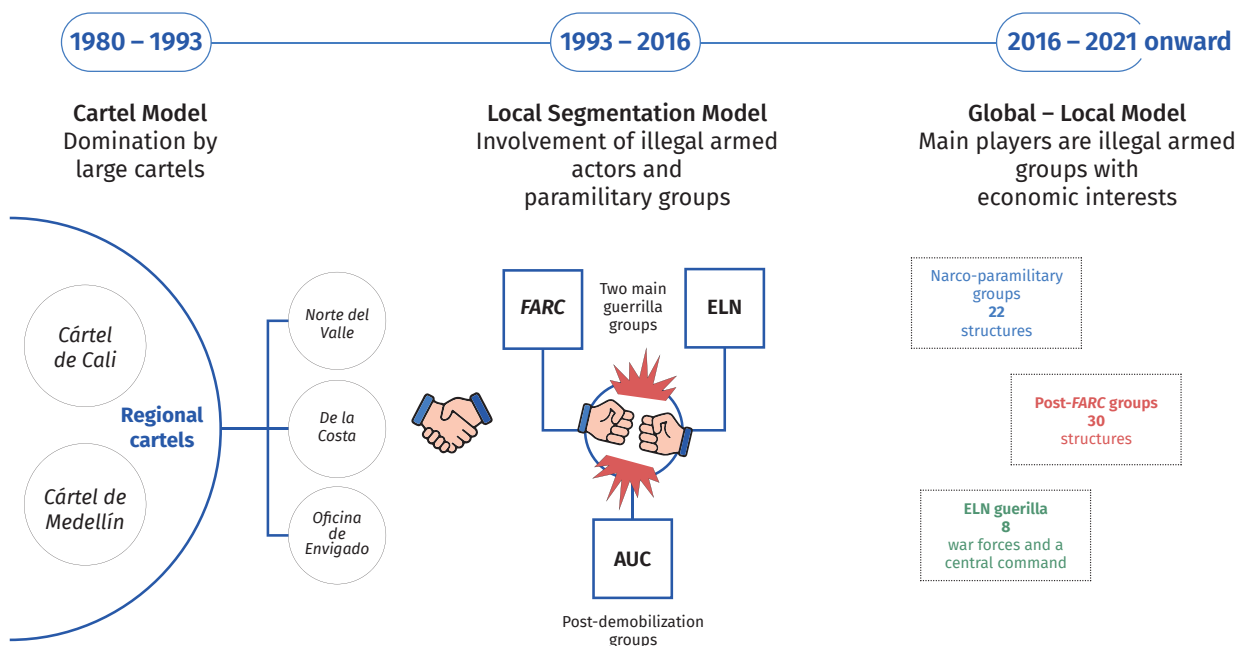 1980 – 1993
1993 – 2016
2016 – 2021 onward
Cartel Model
Domination by
large cartels
Local Segmentation Model
Involvement of illegal armed
actors and
paramilitary groups
Global – Local Model
Main players are illegal armed
groups with
economic interests
Cártel
de Cali
Cártel de
Medellín
Regional
cartels
Norte del
Valle
De la
Costa
Oficina
de
Envigado
FARC
Two main
guerrilla
groups
ELN
AUC
Post-demobilization
groups
Narco-paramilitary
groups
22
structures
Post-FARC groups
30
structures
ELN guerilla
8
war forces and a
central command